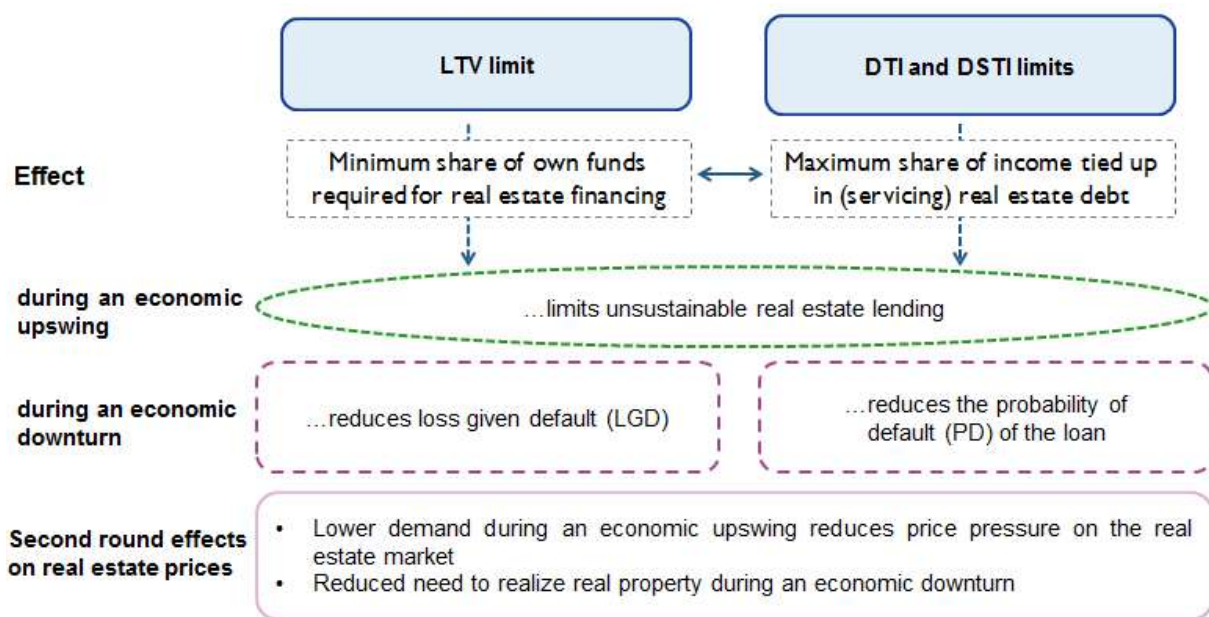 LTV limit
DTI and DSTI limits
Effect
Minimum share of own funds
required for real estate financing
Maximum share of income tied up
in (servicing) real estate debt
during an economic
upswing
…limits unsustainable real estate lending
during an economic
downturn
…reduces loss given default (LGD)
…reduces the probability of
default (PD) of the loan
Second round effects
on real estate prices
• Lower demand during an economic upswing reduces price pressure on the real
estate market
• Reduced need to realize real property during an economic downturn